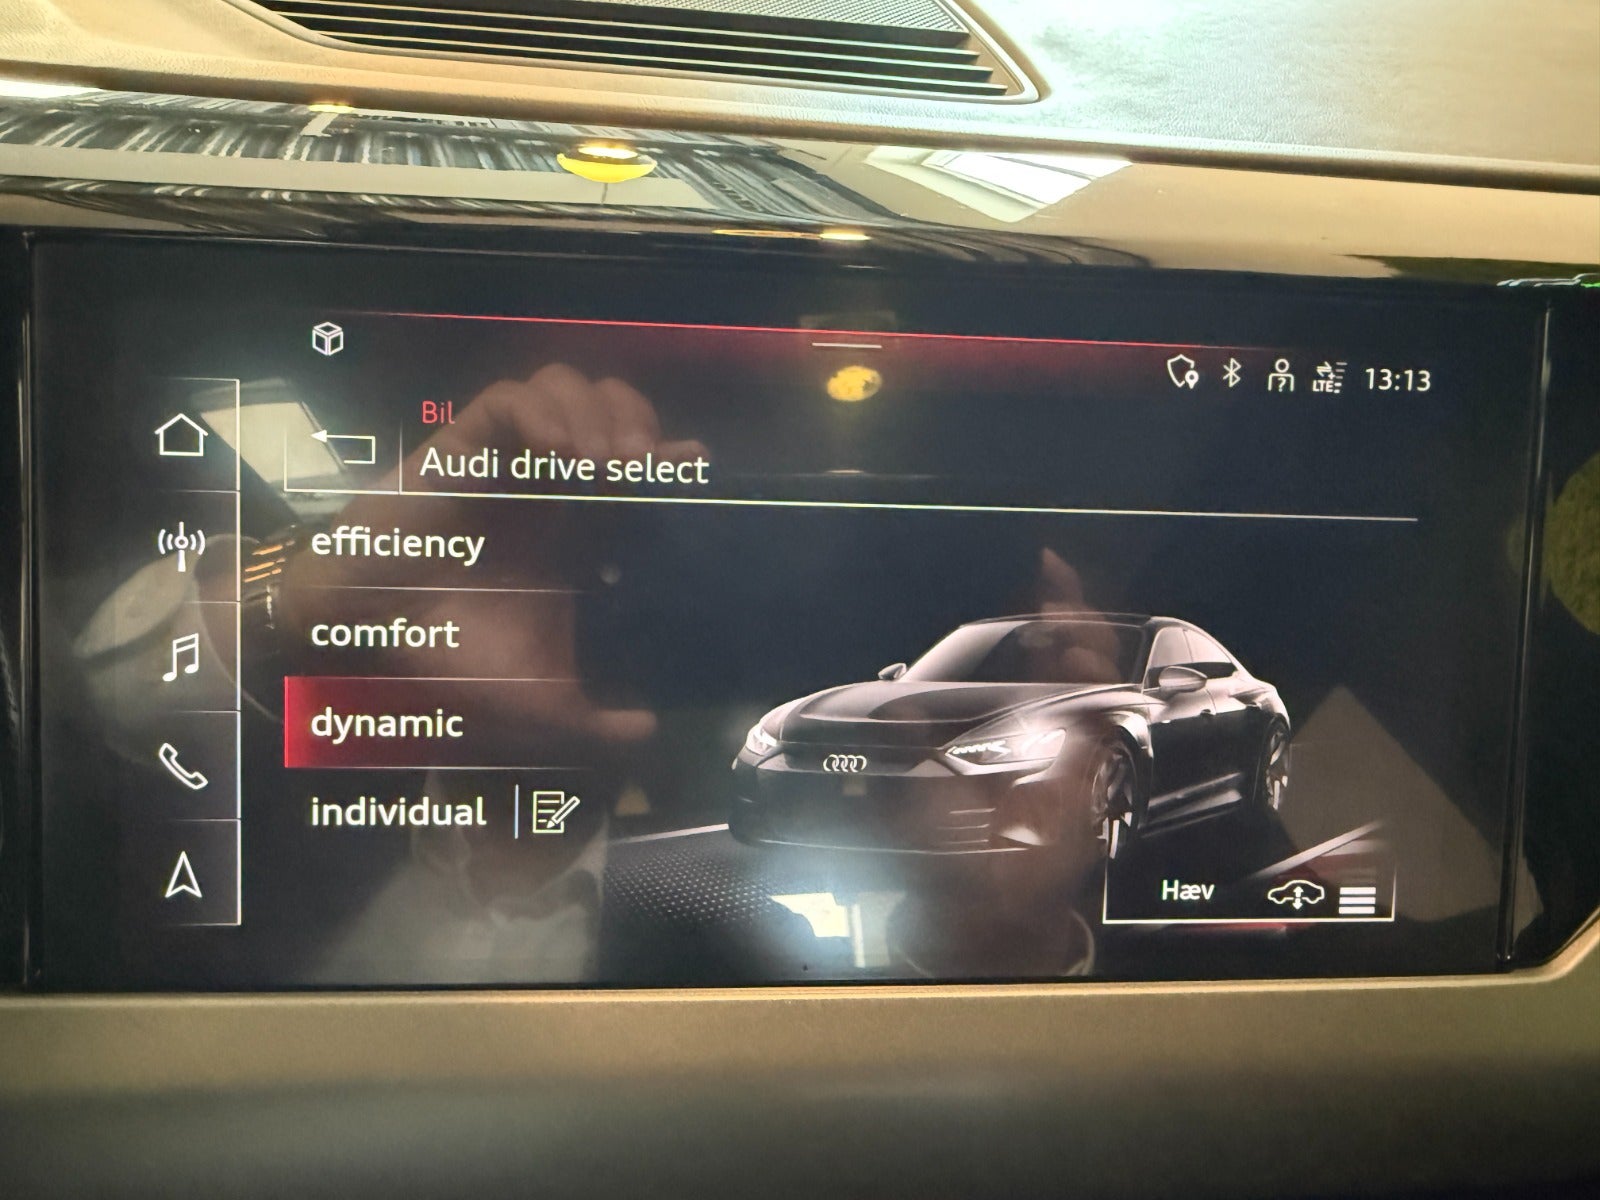 13:13
LTE
Bil
Audi drive select
efficiency
comfort
dynamic
individual
Hæv